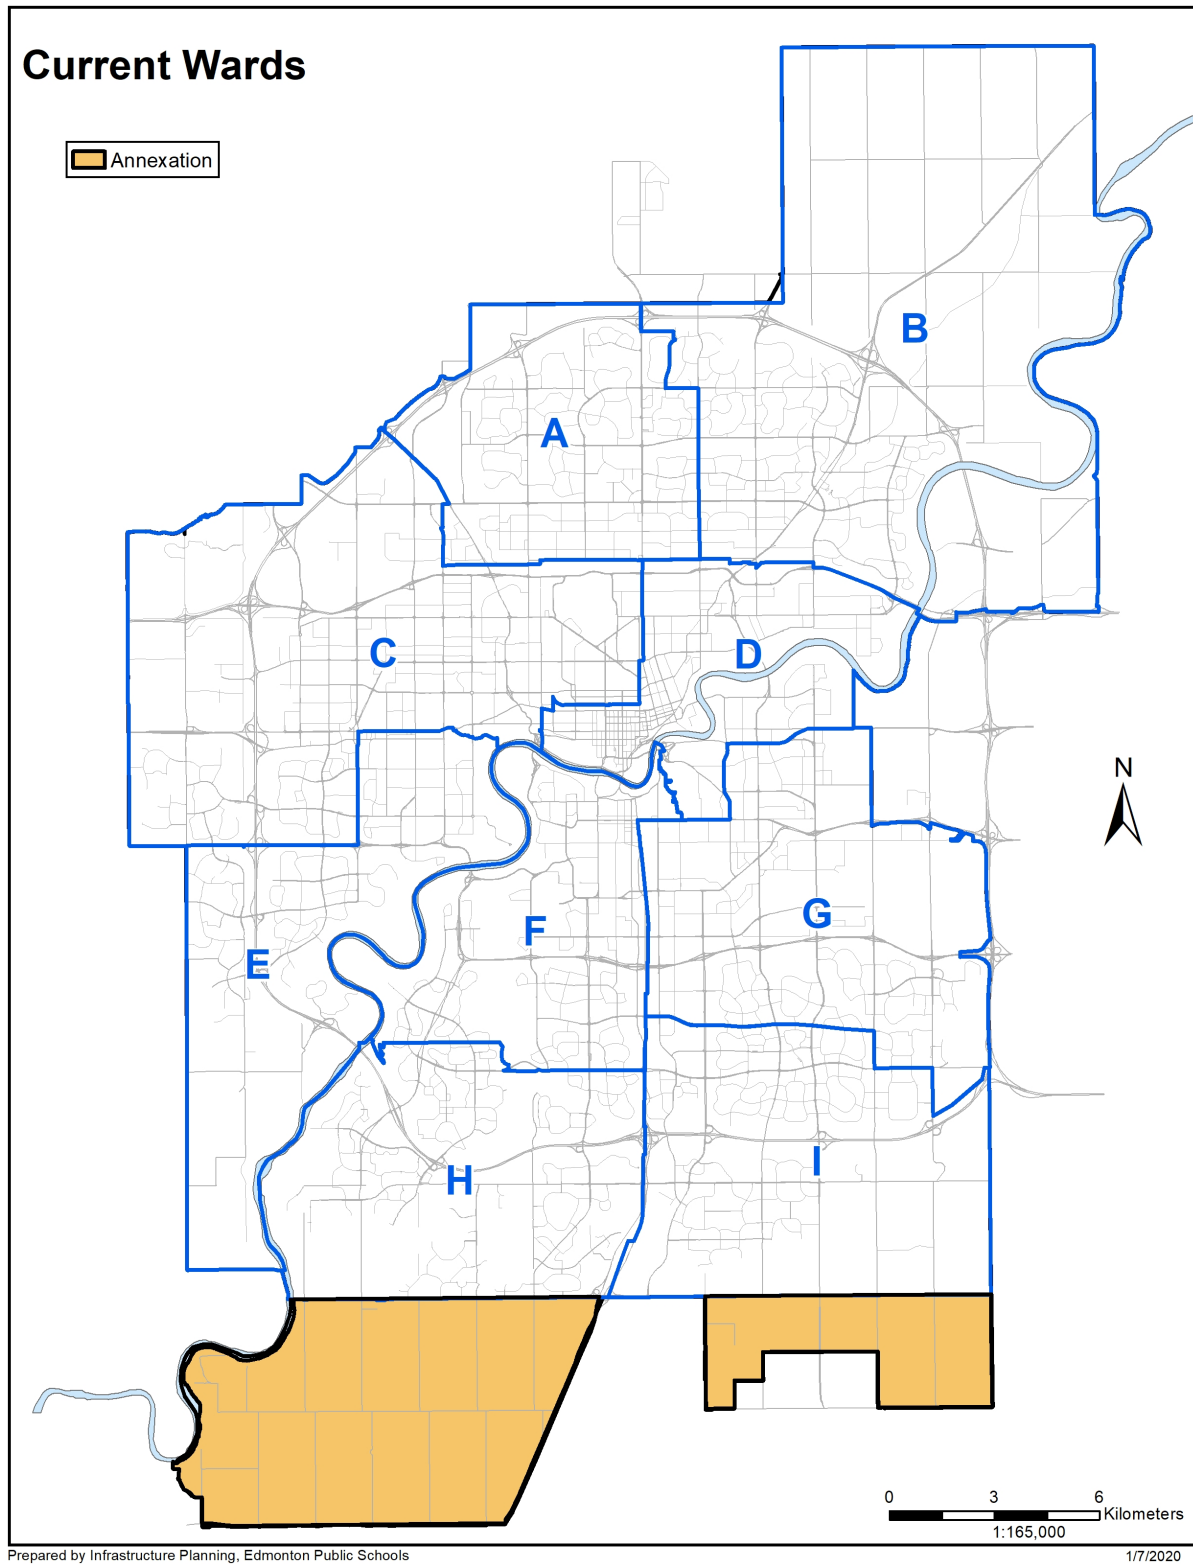 Current Wards
Annexation
B
A
C
D
N
G
F
E
I
H
0 3 6
Kilometers
1:165,000
Prepared by Infrastructure Planning, Edmonton Public Schools
1/7/2020